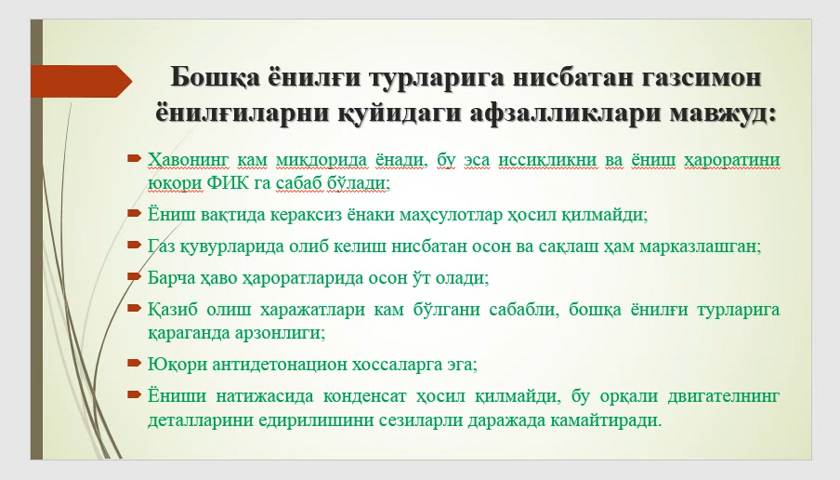 Бошқа ёнилғи турларига нисбатан газсимон
ёнилғиларни қуйидаги афзалликлари мавжуд:
Ҳавонинг кам микдорида ёнади, бу эса иссикликни ва ёниш ҳароратини
юқори ФИК га сабаб бўлади;
Ёниш вақтида кераксиз ёнаки маҳсулотлар ҳосил қилмайди;
Газ қувурларида олиб келиш нисбатан осон ва сақлаш ҳам марказлашган;
Барча ҳаво ҳароратларида осон ўт олади;
Қазиб олиш харажатлари кам бўлгани сабабли, бошқа ёнилғи турларига
қараганда арзонлиги;
Юқори антидетонацион хоссаларга эга;
Ёниши натижасида конденсат ҳосил қилмайди, бу орқали двигателнинг
деталларини едирилишини сезиларли даражада камайтиради.